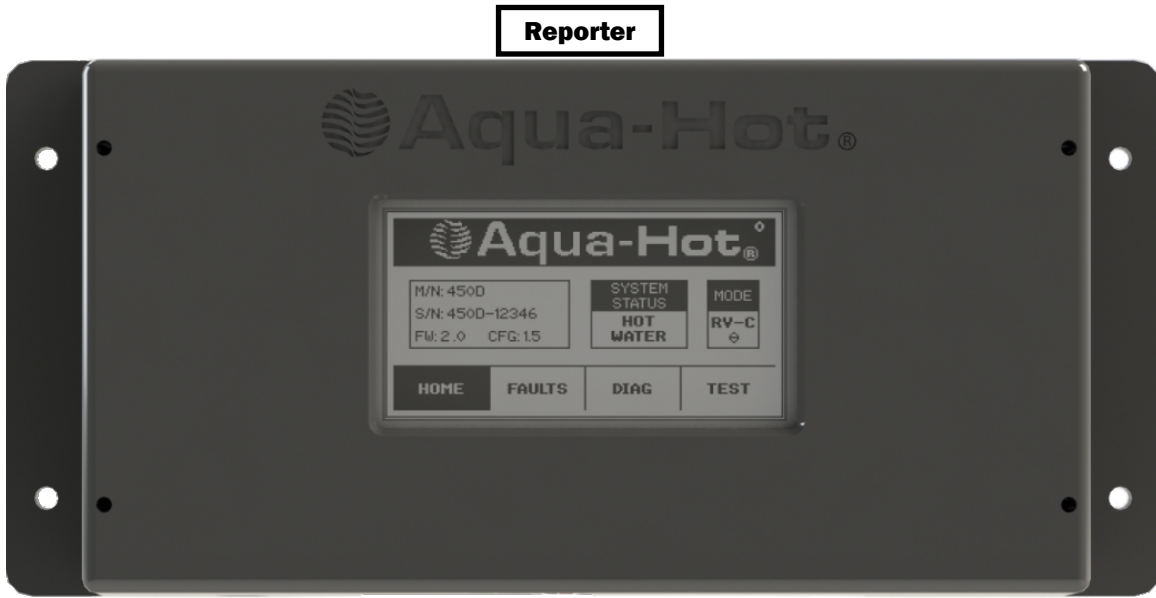 Reporter
Aqua-Hot®
Aqua-Hot®
M/N: 450D
S/N: 450D-12346
FW: 2.0 CFG: 1.5
SYSTEM
STATUS
HOT
WATER
MODE
RV-C
HOME FAULTS DIAG TEST